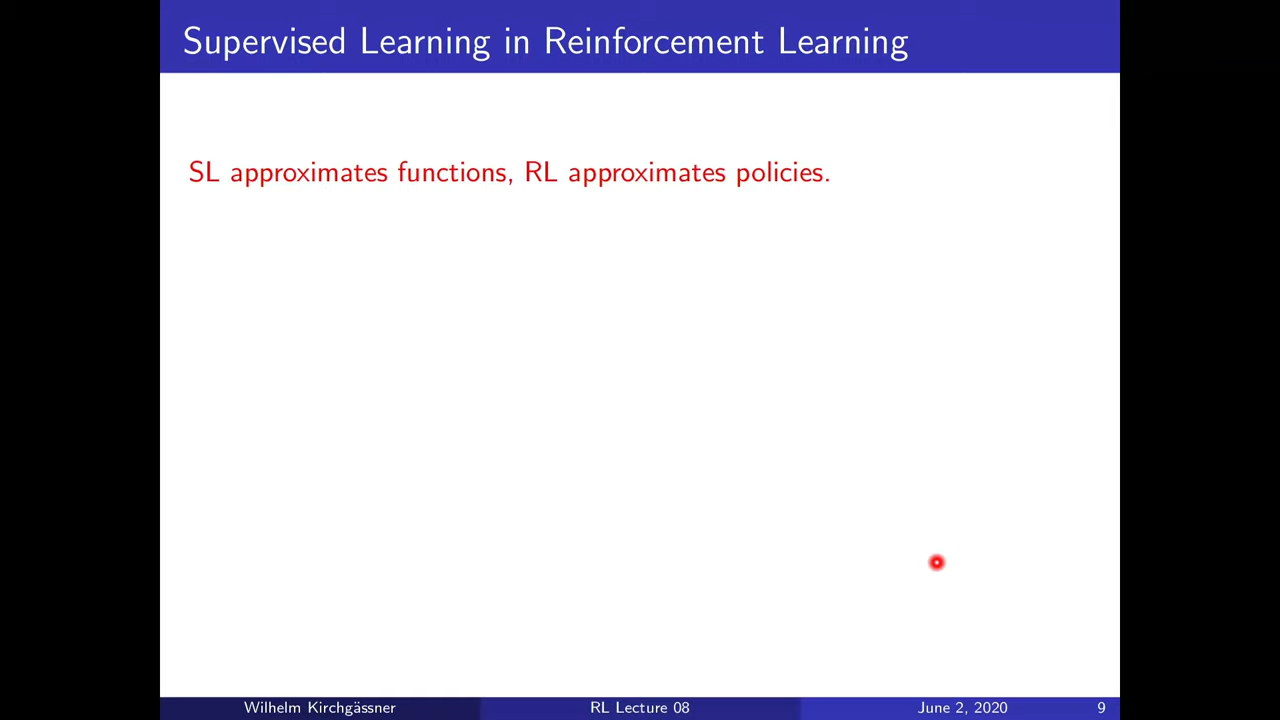 Supervised Learning in Reinforcement Learning
SL approximates functions, RL approximates policies.
Wilhelm Kirchgässner RL Lecture 08 June 2, 2020 9